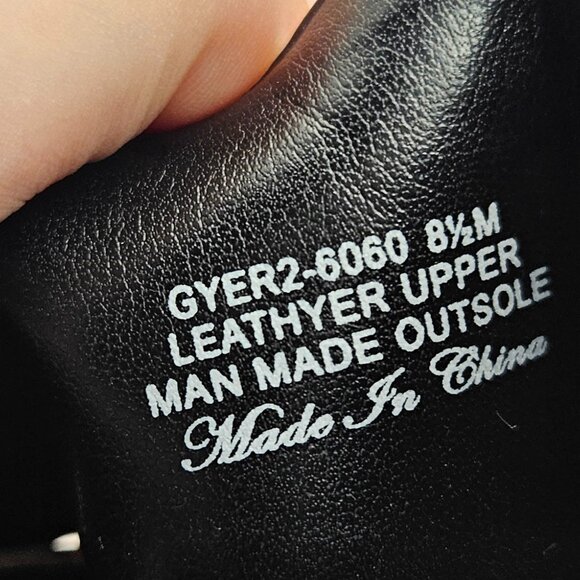 GYER2-6060 8½M
LEATHYER UPPER
MAN MADE OUTSOLE
Made In China